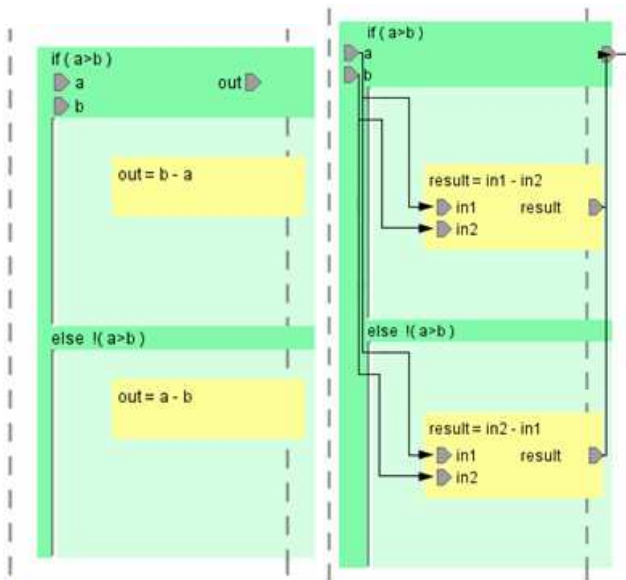 if ( a>b )
a out
b
out = b - a
else !( a>b )
out = a - b
if ( a>b )
a
b
result = in1 - in2
in1 result
in2
else !( a>b )
result = in2 - in1
in1 result
in2